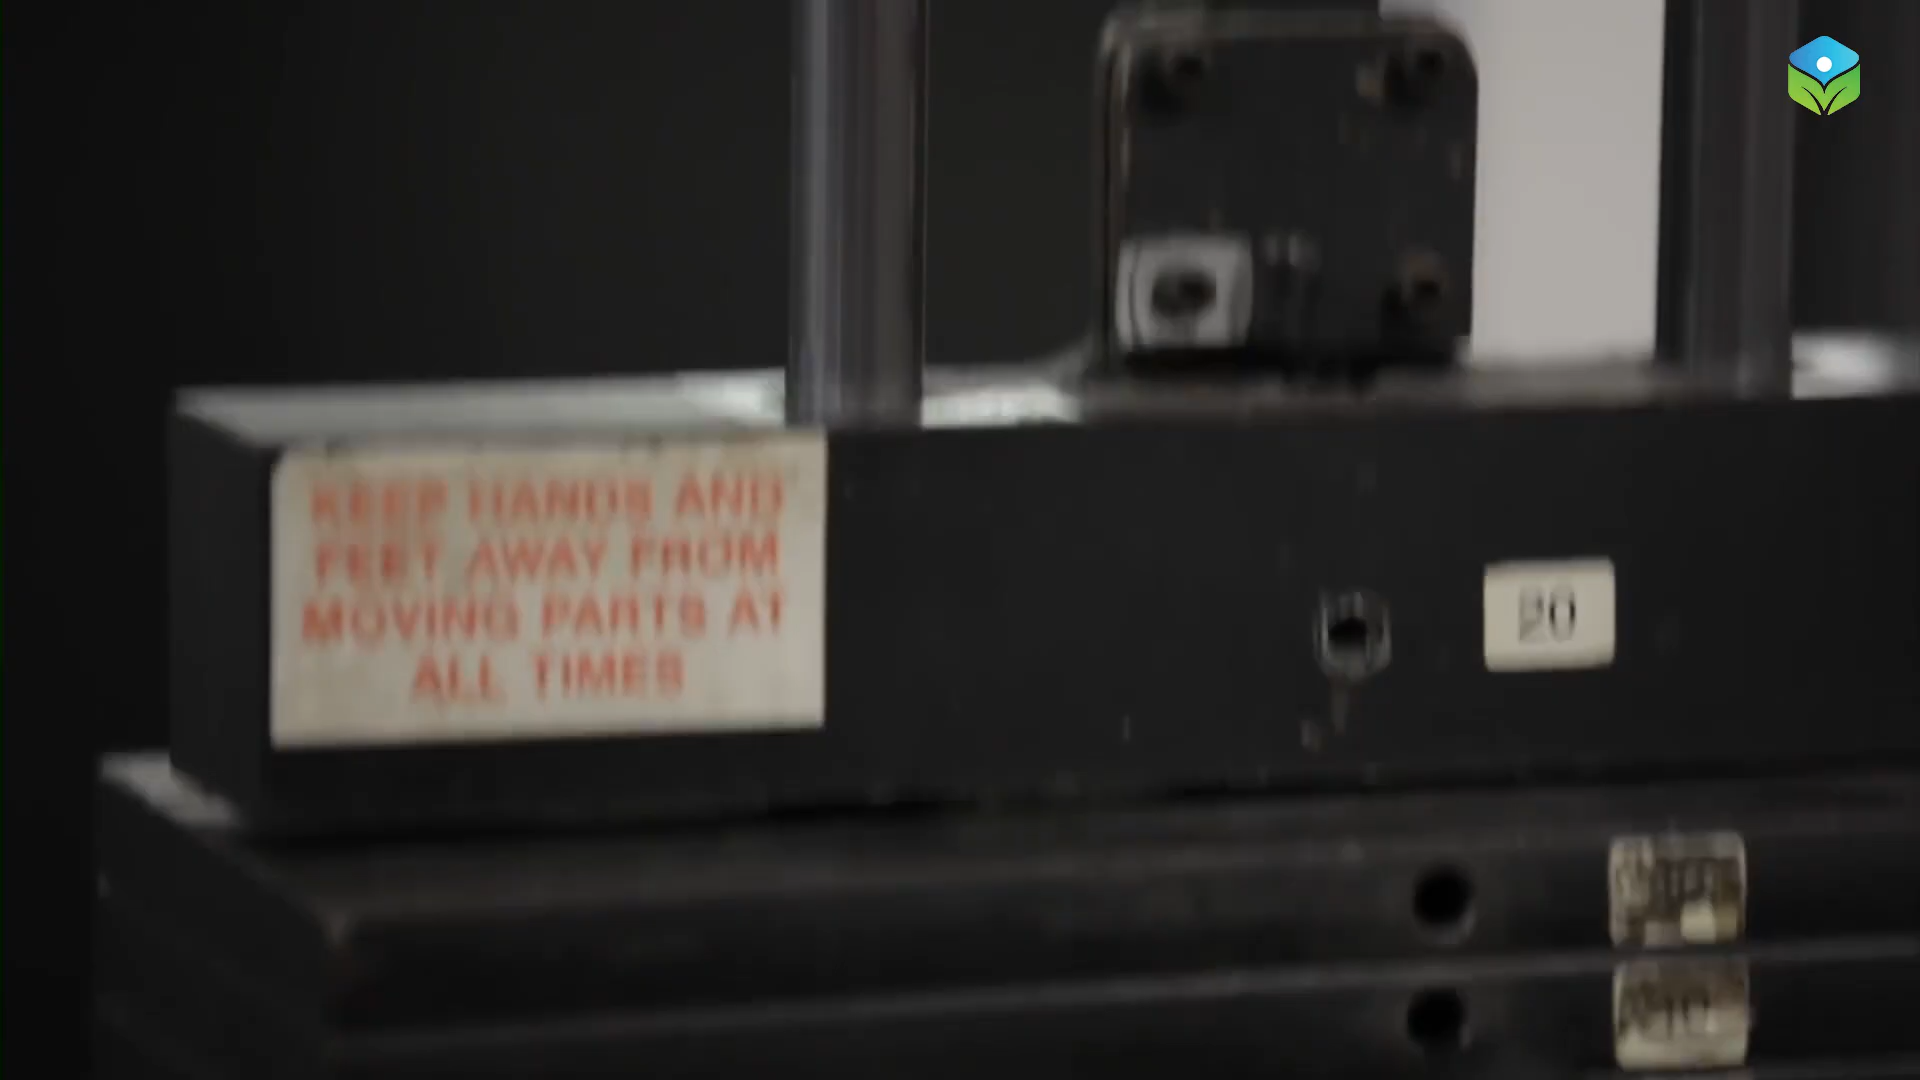 KEEP HANDS AND
FEET AWAY FROM
MOVING PARTS AT
ALL TIMES
20